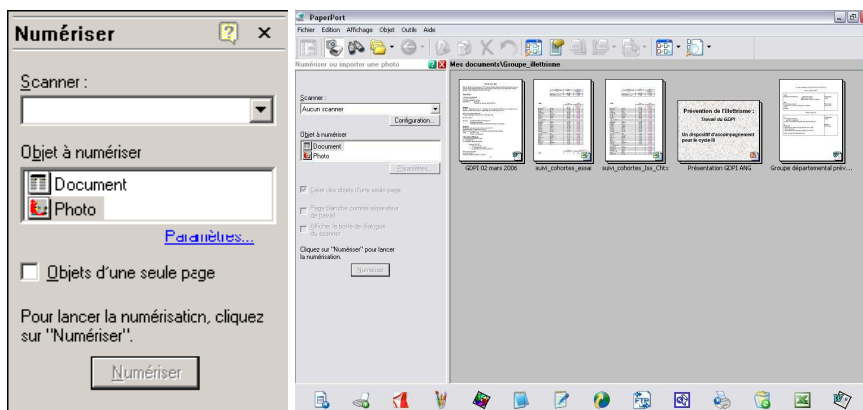 Numériser
Scanner :
Objet à numériser
Document
Photo
Paramètres...
Objets d'une seule page
Pour lancer la numérisation, cliquez
sur "Numériser".
Numériser
PaperPort
Fichier Edition Affichage Objet Outils Aide
Numériser ou importer une photo
Mes documents\Groupe_illettrisme
Scanner :
Aucun scanner
Configuration...
Objet à numériser
Document
Photo
Paramètres...
Créer des objets d'une seule page
Page blanche comme séparateur
de travail
Afficher la boîte de dialogue
du scanner
Cliquez sur "Numériser" pour lancer
la numérisation.
Numériser
Prévention de l'illettrisme :
Travail du GDPI
Un dispositif d'accompagnement
pour le cycle III
GDPI 02 mars 2006
suivi_cohortes_essai
Présentation GDPI ANG
Groupe départemental prév...
FTP